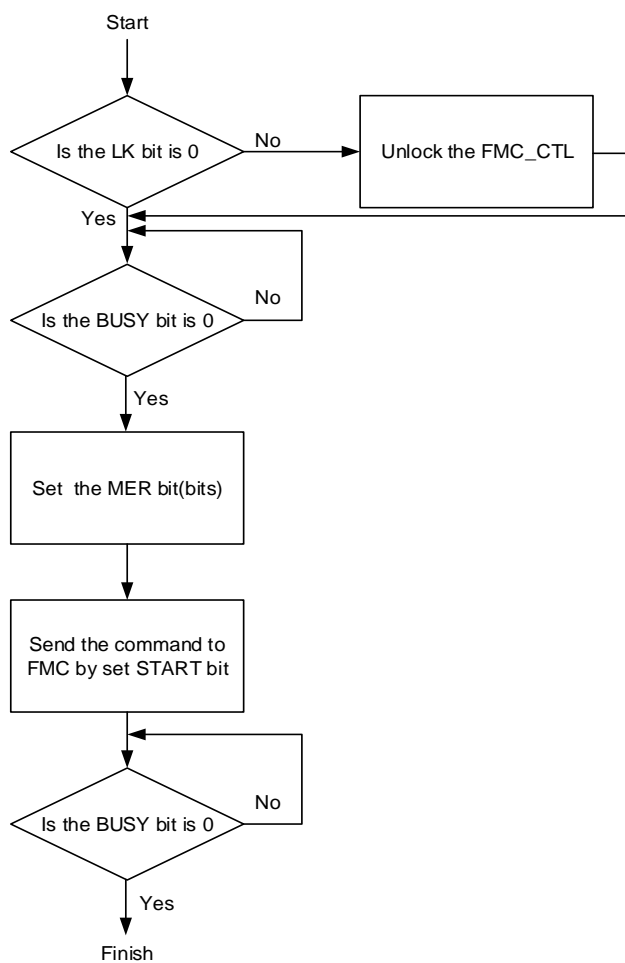 Start
Is the LK bit is 0
No
Unlock the FMC_CTL
Yes
No
Is the BUSY bit is 0
Yes
Set the MER bit(bits)
Send the command to
FMC by set START bit
No
Is the BUSY bit is 0
Yes
Finish